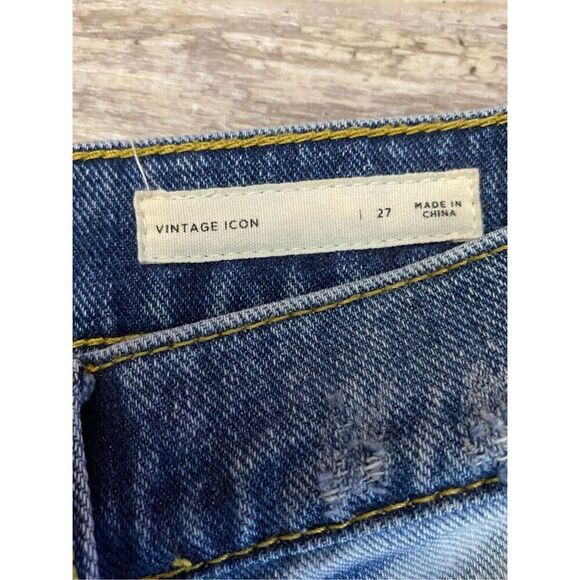 VINTAGE ICON | 27 MADE IN
CHINA